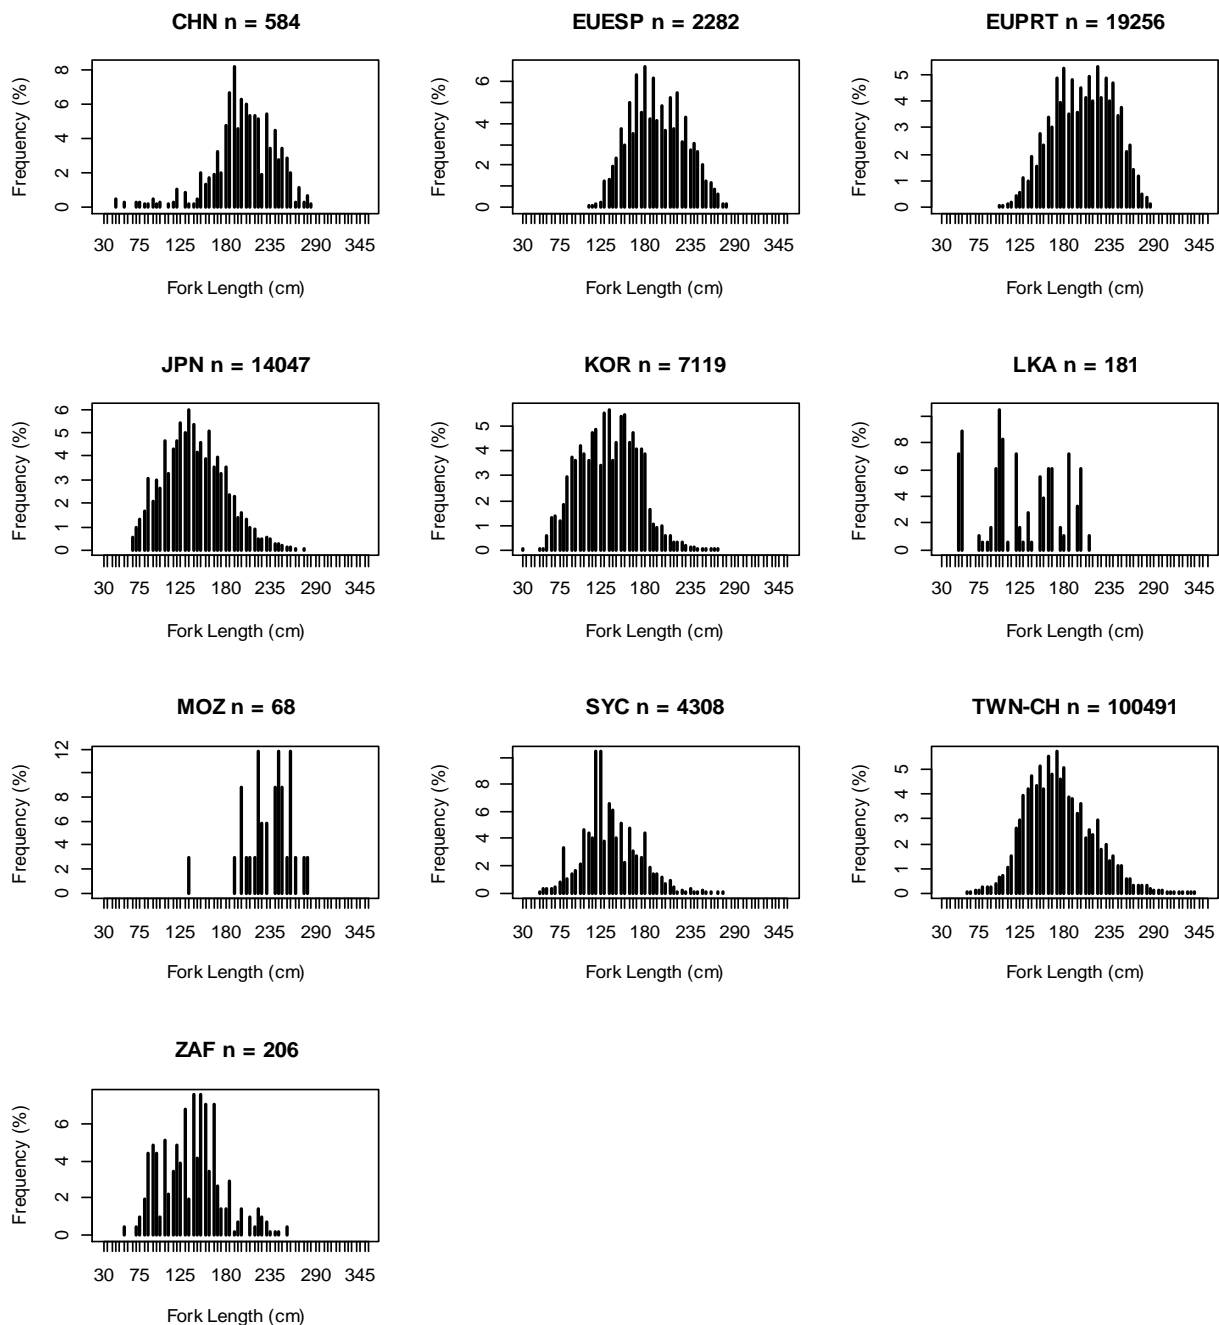 CHN n = 584
EUESP n = 2282
EUPRT n = 19256
Frequency (%)
0 2 4 6 8
30 75 125 180 235 290 345
Fork Length (cm)
Frequency (%)
0 2 4 6
30 75 125 180 235 290 345
Fork Length (cm)
Frequency (%)
0 1 2 3 4 5
30 75 125 180 235 290 345
Fork Length (cm)
JPN n = 14047
KOR n = 7119
LKA n = 181
Frequency (%)
0 1 2 3 4 5 6
30 75 125 180 235 290 345
Fork Length (cm)
Frequency (%)
0 1 2 3 4 5
30 75 125 180 235 290 345
Fork Length (cm)
Frequency (%)
0 2 4 6 8
30 75 125 180 235 290 345
Fork Length (cm)
MOZ n = 68
SYC n = 4308
TWN-CH n = 100491
Frequency (%)
0 2 4 6 8 12
30 75 125 180 235 290 345
Fork Length (cm)
Frequency (%)
0 2 4 6 8
30 75 125 180 235 290 345
Fork Length (cm)
Frequency (%)
0 1 2 3 4 5
30 75 125 180 235 290 345
Fork Length (cm)
ZAF n = 206
Frequency (%)
0 2 4 6
30 75 125 180 235 290 345
Fork Length (cm)